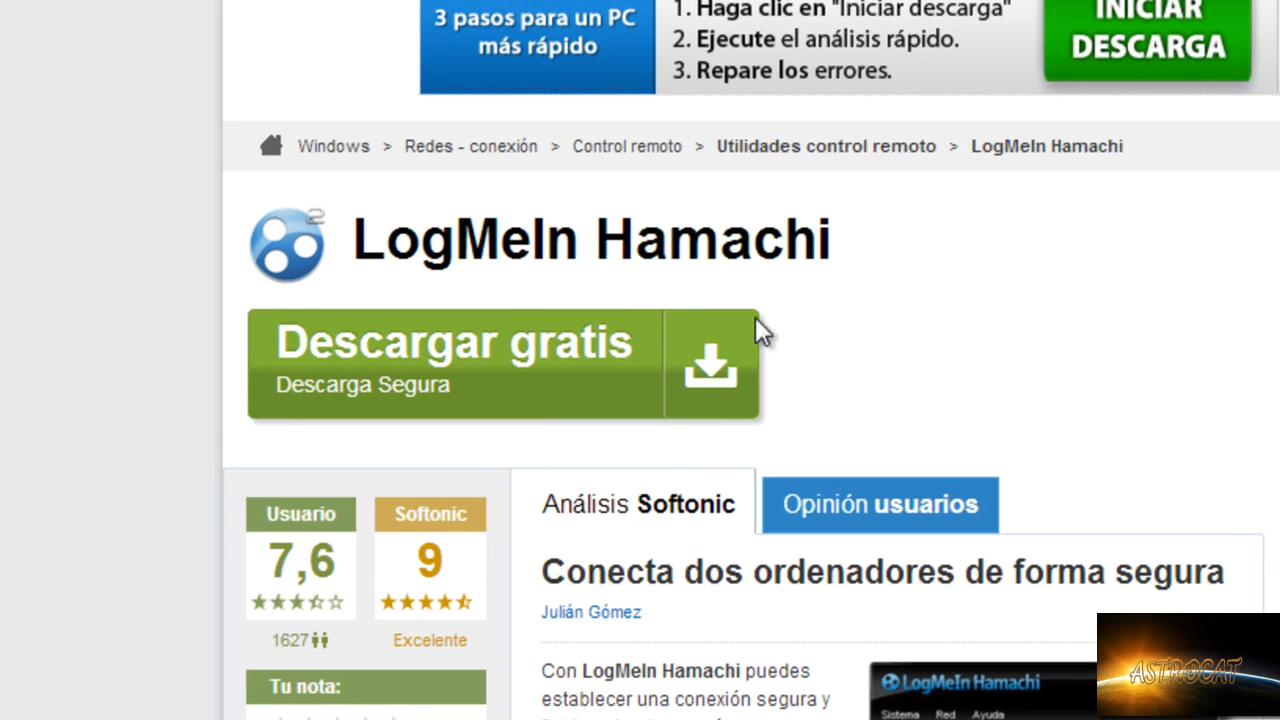 3 pasos para un PC
más rápido
1. Haga clic en "Iniciar descarga"
2. Ejecute el análisis rápido.
3. Repare los errores.
INICIAR
DESCARGA
Windows > Redes - conexión > Control remoto > Utilidades control remoto > LogMeIn Hamachi
2
LogMeIn Hamachi
Descargar gratis
Descarga Segura
Usuario
7,6
1627
Softonic
9
Excelente
Tu nota:
Análisis Softonic
Opinión usuarios
Conecta dos ordenadores de forma segura
Julián Gómez
Con LogMeIn Hamachi puedes
establecer una conexión segura y
LogMeIn Hamachi
Sistema Red Ayuda
ASTROCAT